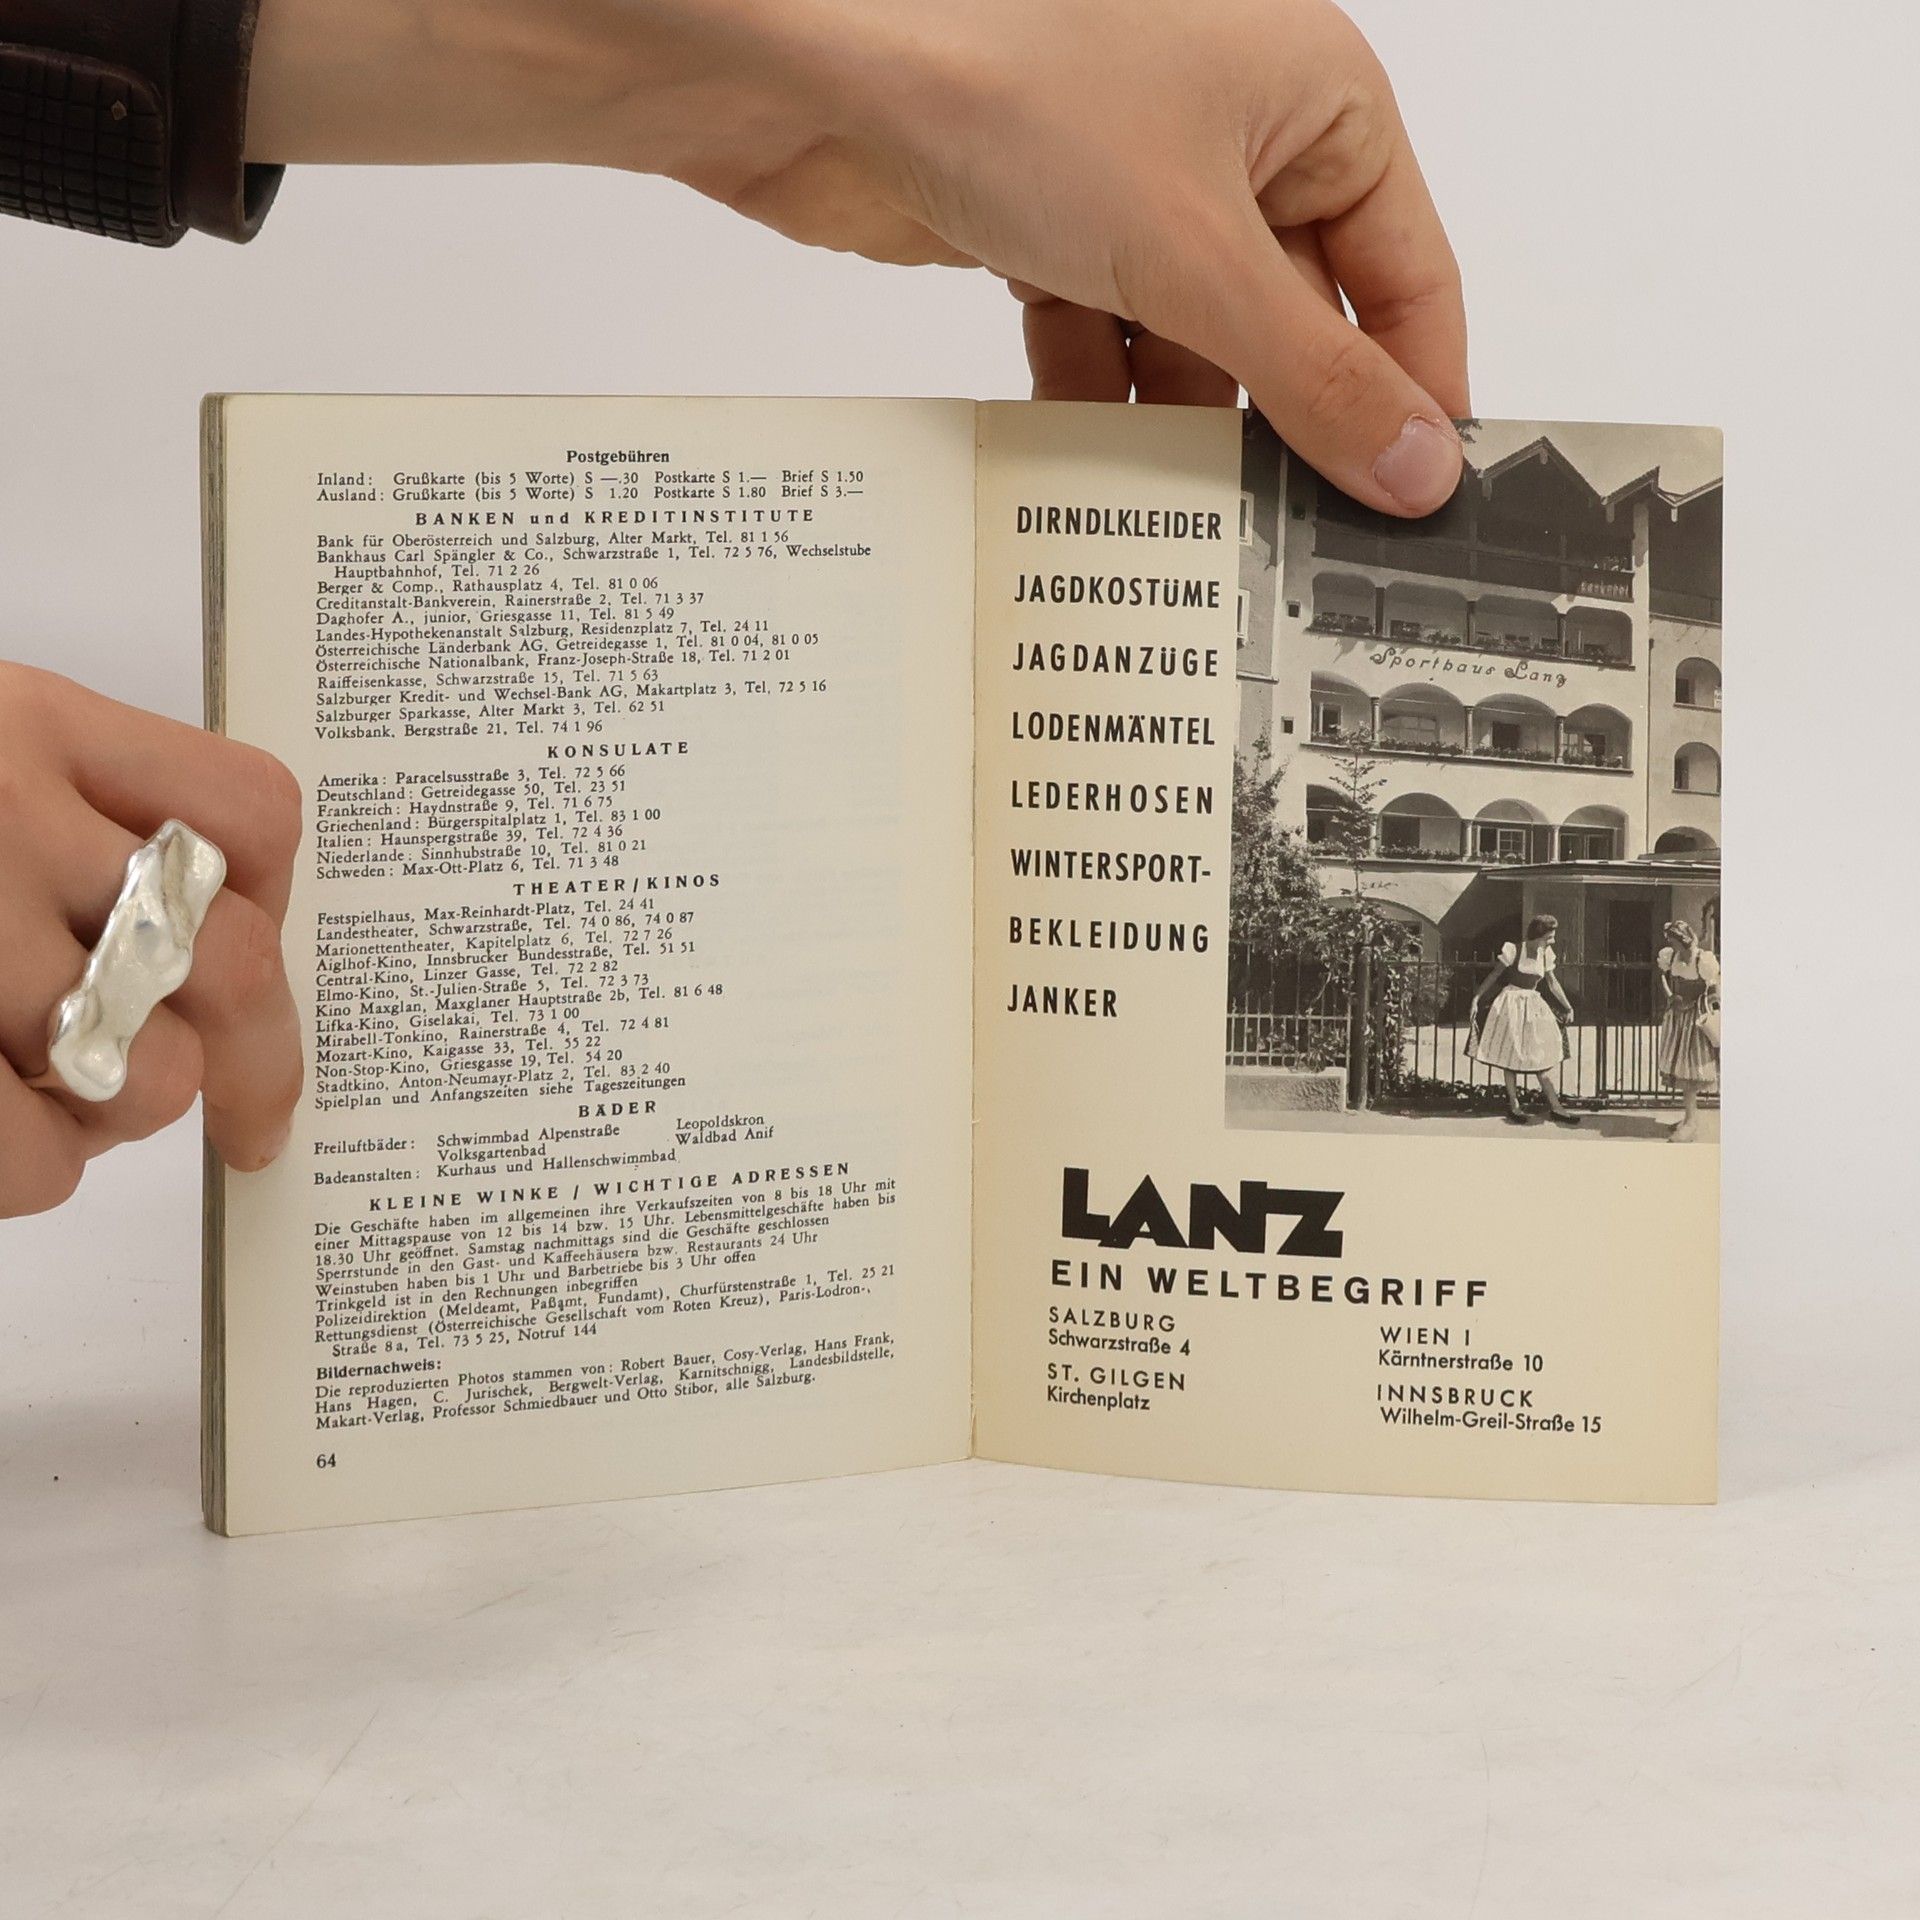 Postgebühren
Inland: Grußkarte (bis 5 Worte) S —.30 Postkarte S 1.— Brief S 1.50
Ausland: Grußkarte (bis 5 Worte) S 1.20 Postkarte S 1.80 Brief S 3.—
BANKEN und KREDITINSTITUTE
Bank für Oberösterreich und Salzburg, Alter Markt, Tel. 81 1 56
Bankhaus Carl Spängler & Co., Schwarzstraße 1, Tel. 72 5 76, Wechselstube
Hauptbahnhof, Tel. 71 2 26
Berger & Comp., Rathausplatz 4, Tel. 81 0 06
Creditanstalt-Bankverein, Rainerstraße 2, Tel. 71 3 37
Daghofer A., junior, Griesgasse 11, Tel. 81 5 49
Landes-Hypothekenanstalt Salzburg, Residenzplatz 7, Tel. 24 11
Österreichische Länderbank AG, Getreidegasse 1, Tel. 81 0 04, 81 0 05
Österreichische Nationalbank, Franz-Joseph-Straße 18, Tel. 71 2 01
Raiffeisenkasse, Schwarzstraße 15, Tel. 71 5 63
Salzburger Kredit- und Wechsel-Bank AG, Makartplatz 3, Tel, 72 5 16
Salzburger Sparkasse, Alter Markt 3, Tel. 62 51
Volksbank, Bergstraße 21, Tel. 74 1 96
KONSULATE
Amerika: Paracelsusstraße 3, Tel. 72 5 66
Deutschland: Getreidegasse 50, Tel. 23 51
Frankreich: Haydnstraße 9, Tel. 71 6 75
Griechenland: Bürgerspitalplatz 1, Tel. 83 1 00
Italien: Haunspergstraße 39, Tel. 72 4 36
Niederlande: Sinnhubstraße 10, Tel. 81 0 21
Schweden: Max-Ott-Platz 6, Tel. 71 3 48
THEATER/KINOS
Festspielhaus, Max-Reinhardt-Platz, Tel. 24 41
Landestheater, Schwarzstraße, Tel. 74 0 86, 74 0 87
Marionettentheater, Kapitelplatz 6, Tel. 72 7 26
Aiglhof-Kino, Innsbrucker Bundesstraße, Tel. 51 51
Central-Kino, Linzer Gasse, Tel. 72 2 82
Elmo-Kino, St.-Julien-Straße 5, Tel. 72 3 73
Kino Maxglan, Maxglaner Hauptstraße 2b, Tel. 81 6 48
Lifka-Kino, Giselakai, Tel. 73 1 00
Mirabell-Tonkino, Rainerstraße 4, Tel. 72 4 81
Mozart-Kino, Kaigasse 33, Tel. 55 22
Non-Stop-Kino, Griesgasse 19, Tel. 54 20
Stadtkino, Anton-Neumayr-Platz 2, Tel. 83 2 40
Spielplan und Anfangszeiten siehe Tageszeitungen
BÄDER
Freiluftbäder: Schwimmbad Alpenstraße Leopoldskron
Volksgartenbad Waldbad Anif
Badeanstalten: Kurhaus und Hallenschwimmbad
KLEINE WINKE / WICHTIGE ADRESSEN
Die Geschäfte haben im allgemeinen ihre Verkaufszeiten von 8 bis 18 Uhr mit
einer Mittagspause von 12 bis 14 bzw. 15 Uhr. Lebensmittelgeschäfte haben bis
18.30 Uhr geöffnet. Samstag nachmittags sind die Geschäfte geschlossen
Sperrstunde in den Gast- und Kaffeehäusern bzw. Restaurants 24 Uhr
Weinstuben haben bis 1 Uhr und Barbetriebe bis 3 Uhr offen
Trinkgeld ist in den Rechnungen inbegriffen
Polizeidirektion (Meldeamt, Paßamt, Fundamt), Churfürstenstraße 1, Tel. 25 21
Rettungsdienst (Österreichische Gesellschaft vom Roten Kreuz), Paris-Lodron-,
Straße 8a, Tel. 73 5 25, Notruf 144
Bildernachweis:
Die reproduzierten Photos stammen von: Robert Bauer, Cosy-Verlag, Hans Frank,
Hans Hagen, C. Jurischek, Bergwelt-Verlag, Karnitschnigg, Landesbildstelle,
Makart-Verlag, Professor Schmiedbauer und Otto Stibor, alle Salzburg.
64
DIRNDLKLEIDER
JAGDKOSTÜME
JAGDANZÜGE
LODENMÄNTEL
LEDERHOSEN
WINTERSPORT-
BEKLEIDUNG
JANKER
Sporthaus Lanz
LANZ
EIN WELTBEGRIFF
SALZBURG
Schwarzstraße 4
ST. GILGEN
Kirchenplatz
WIEN I
Kärntnerstraße 10
INNSBRUCK
Wilhelm-Greil-Straße 15